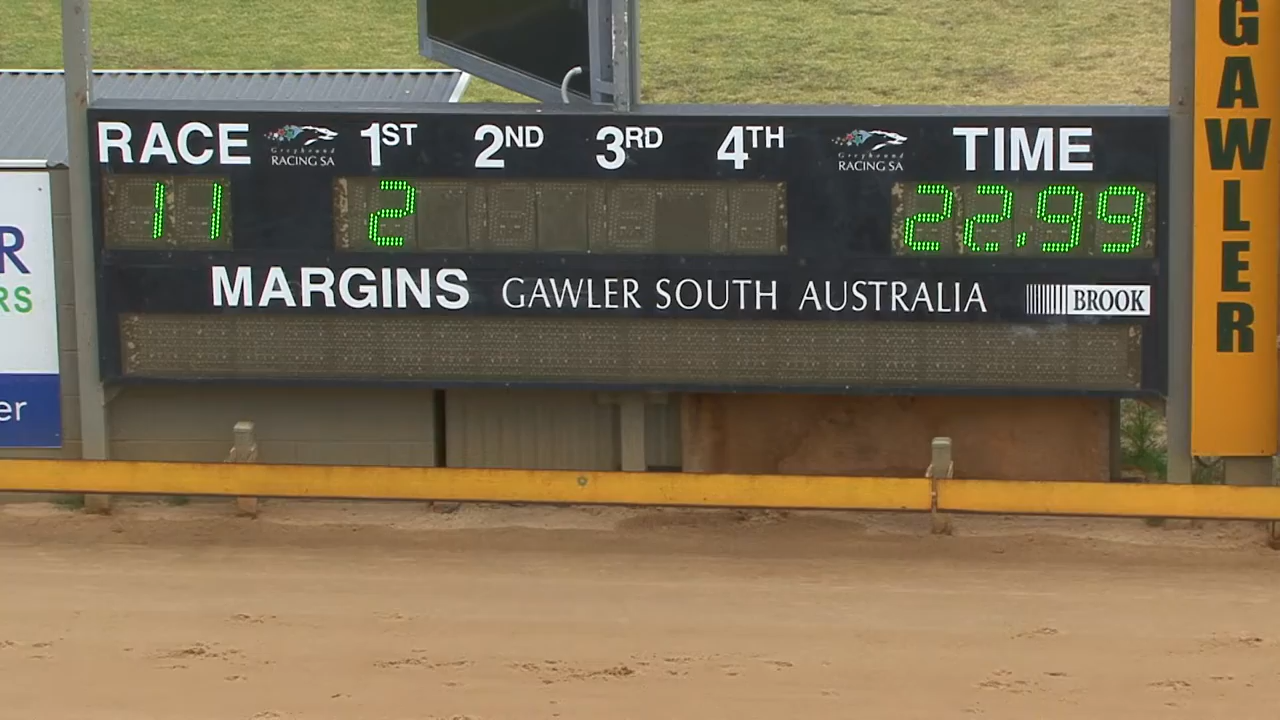 RACE
Greyhound
RACING SA
1ST
2ND
3RD
4TH
Greyhound
RACING SA
TIME
11
2
22.99
MARGINS
GAWLER SOUTH AUSTRALIA
BROOK
GAWLER
R
RS
er